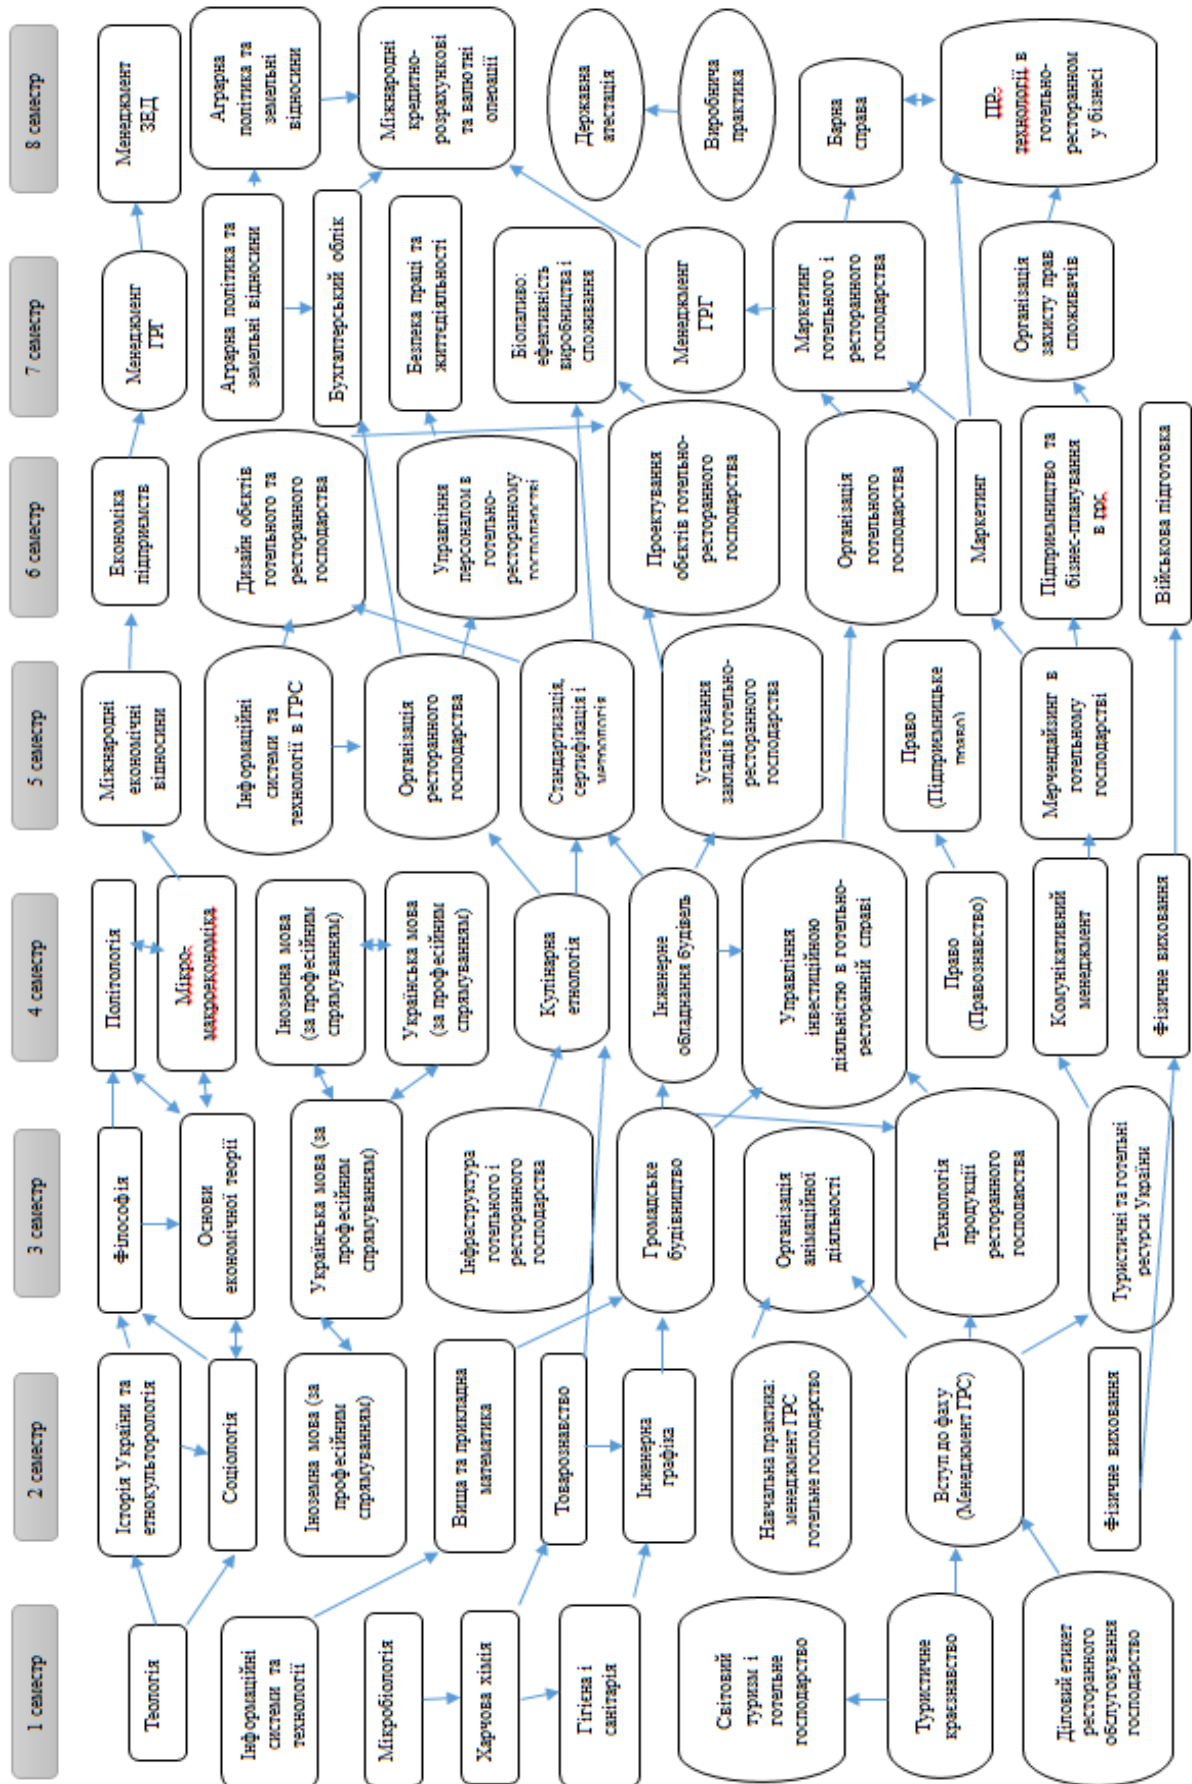 1 семестр
2 семестр
3 семестр
4 семестр
5 семестр
6 семестр
7 семестр
8 семестр
Теологія
Інформаційні
системи та
технології
Мікробіологія
Харчова хімія
Гігієна і
санітарія
Світовий
туризм і
готельне
господарство
Туристичне
краєзнавство
Діловий етикет
ресторанного
обслуговування
господарство
Історія України та
етнокульторологія
Соціологія
Іноземна мова (за
професійним
спрямуванням)
Вища та прикладна
математика
Товарознавство
Інженерна
графіка
Навчальна практика:
менеджмент ГРС
готельне господарство
Вступ до фаху
(Менеджмент ГРС)
Фізичне виховання
Філософія
Основи
економічної теорії
Українська мова (за
професійним
спрямуванням)
Інфраструктура
готельного і
ресторанного
господарства
Громадське
будівництво
Організація
анімаційної
діяльності
Технологія
продукції
ресторанного
господарства
Туристичні та готельні
ресурси України
Політологія
Мікро-
макроекономіка
Іноземна мова
(за професійним
спрямуванням)
Українська мова
(за професійним
спрямуванням)
Кулінарна
етнологія
Інженерне
обладнання будівель
Управління
інвестиційною
діяльністю в готельно-
ресторанній справі
Право
(Правознавство)
Комунікативний
менеджмент
Фізичне виховання
Міжнародні
економічні
відносини
Інформаційні
системи та
технології в ГРС
Організація
ресторанного
господарства
Стандартизація,
сертифікація і
метрологія
Устаткування
закладів готельно-
ресторанного
господарства
Право
(Підприємницьке
право)
Мерчендайзинг в
готельному
господарстві
Економіка
підприємств
Дизайн обєктів
готельного та
ресторанного
господарства
Управління
персоналом в
готельно-
ресторанному
господарстві
Проектування
обєктів готельно-
ресторанного
господарства
Організація
готельного
господарства
Маркетинг
Підприємництво та
бізнес-планування
в грс
Військова підготовка
Менеджмент
ГРГ
Аграрна політика та
земельні відносини
Бухгалтерський облік
Безпека праці та
життєдіяльності
Біопаливо:
ефективність
виробництва і
споживання
Менеджмент
ГРГ
Маркетинг
готельного і
ресторанного
господарства
Організація
захисту прав
споживачів
Менеджмент
ЗЕД
Аграрна
політика та
земельні
відносини
Міжнародні
кредитно-
розрахункові
та валютні
операції
Державна
атестація
Виробнича
практика
Барна
справа
ПР-
технології в
готельно-
ресторанном
у бізнесі